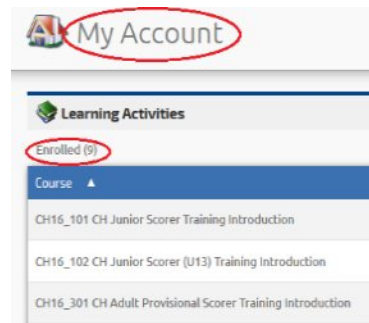 My Account
Learning Activities
Enrolled (9)
Course ▲
CH16_101 CH Junior Scorer Training Introduction
CH16_102 CH Junior Scorer (U13) Training Introduction
CH16_301 CH Adult Provisional Scorer Training Introduction